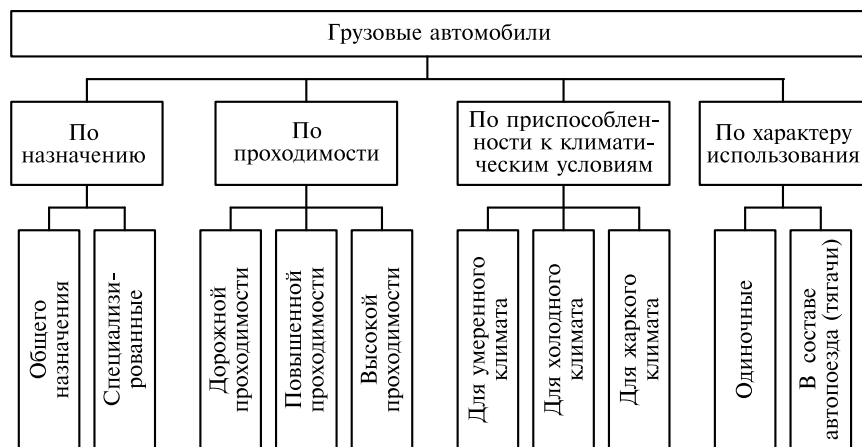 Грузовые автомобили
По
назначению
По
проходимости
По приспособлен-
ности к климати-
ческим условиям
По характеру
использования
Общего
назначения
Специализи-
рованные
Дорожной
проходимости
Повышенной
проходимости
Высокой
проходимости
Для умеренного
климата
Для холодного
климата
Для жаркого
климата
Одиночные
В составе
автопоезда (тягачи)